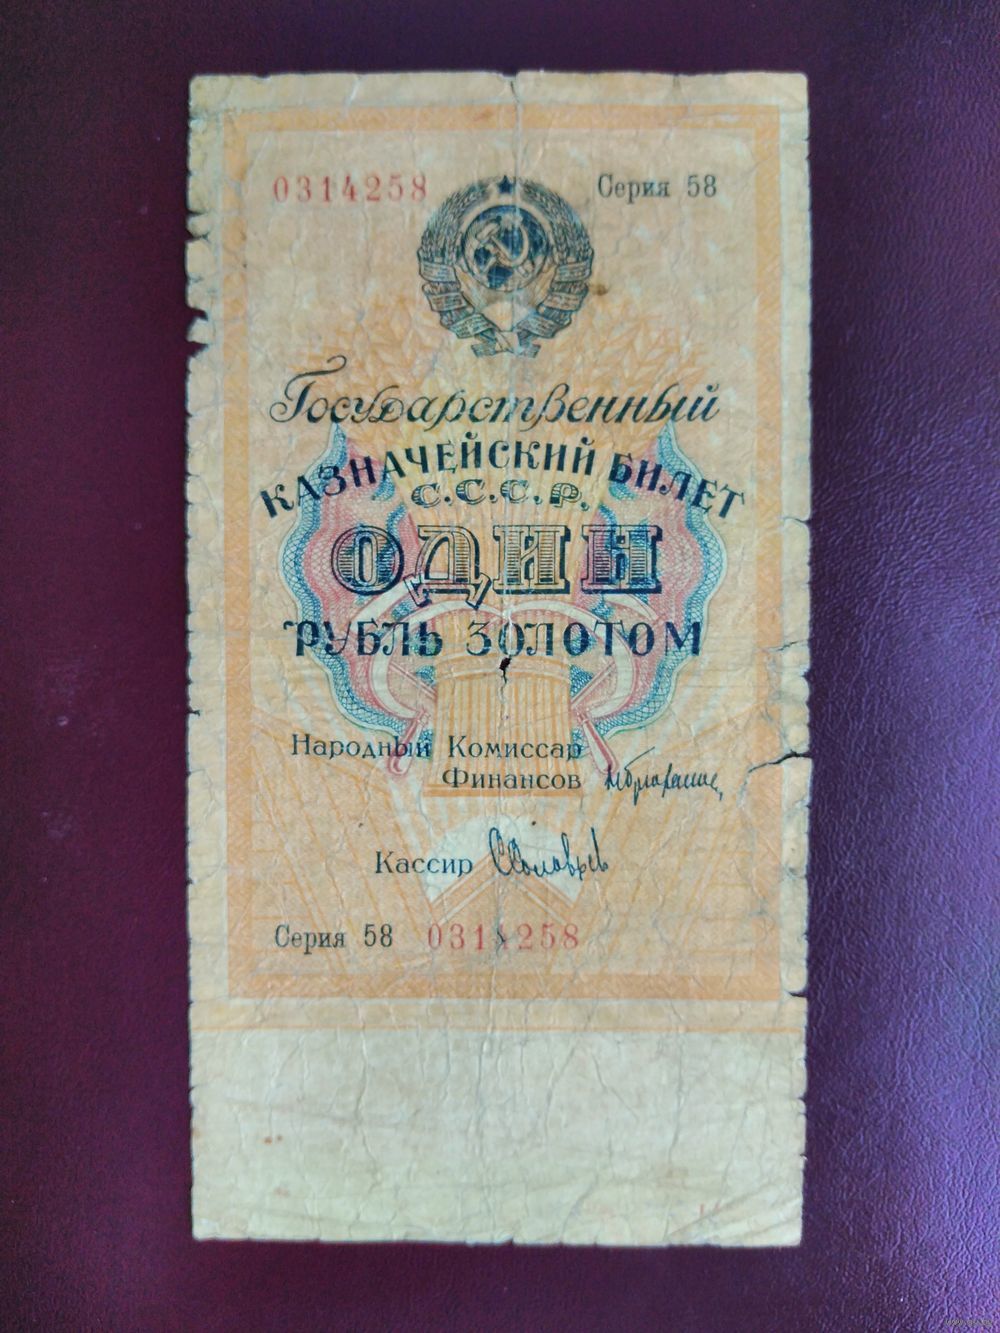 0314258 Серия 58
Государственный
КАЗНАЧЕЙСКИЙ БИЛЕТ
С.С.С.Р.
ОДИН
РУБЛЬ ЗОЛОТОМ
Народный Комиссар
Финансов
Кассир
Серия 58 0314258